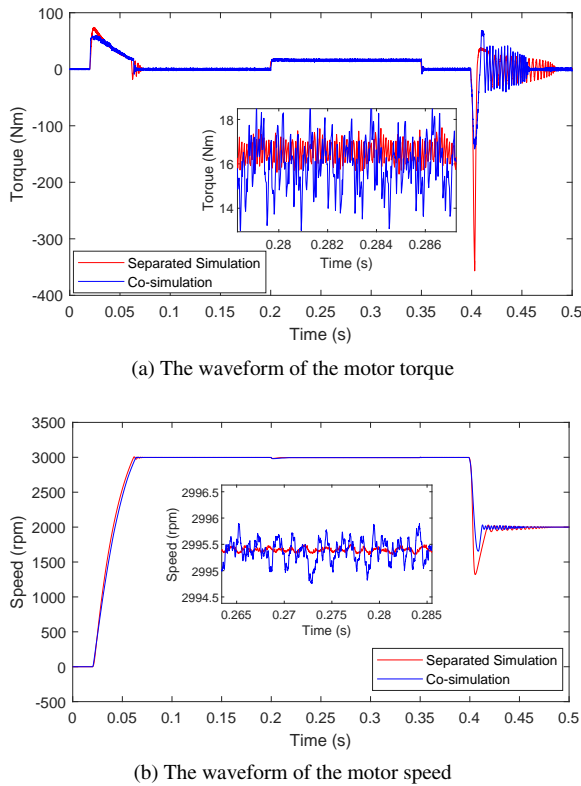 100
0
-100
-200
-300
-400
Torque (Nm)
18
16
14
Torque (Nm)
0.28 0.282 0.284 0.286
Time (s)
Separated Simulation
Co-simulation
0 0.05 0.1 0.15 0.2 0.25 0.3 0.35 0.4 0.45 0.5
Time (s)
(a) The waveform of the motor torque
3500
3000
2500
2000
1500
1000
500
0
-500
Speed (rpm)
2996.5
2996
2995.5
2995
2994.5
Speed (rpm)
0.265 0.27 0.275 0.28 0.285
Time (s)
Separated Simulation
Co-simulation
0 0.05 0.1 0.15 0.2 0.25 0.3 0.35 0.4 0.45 0.5
Time (s)
(b) The waveform of the motor speed